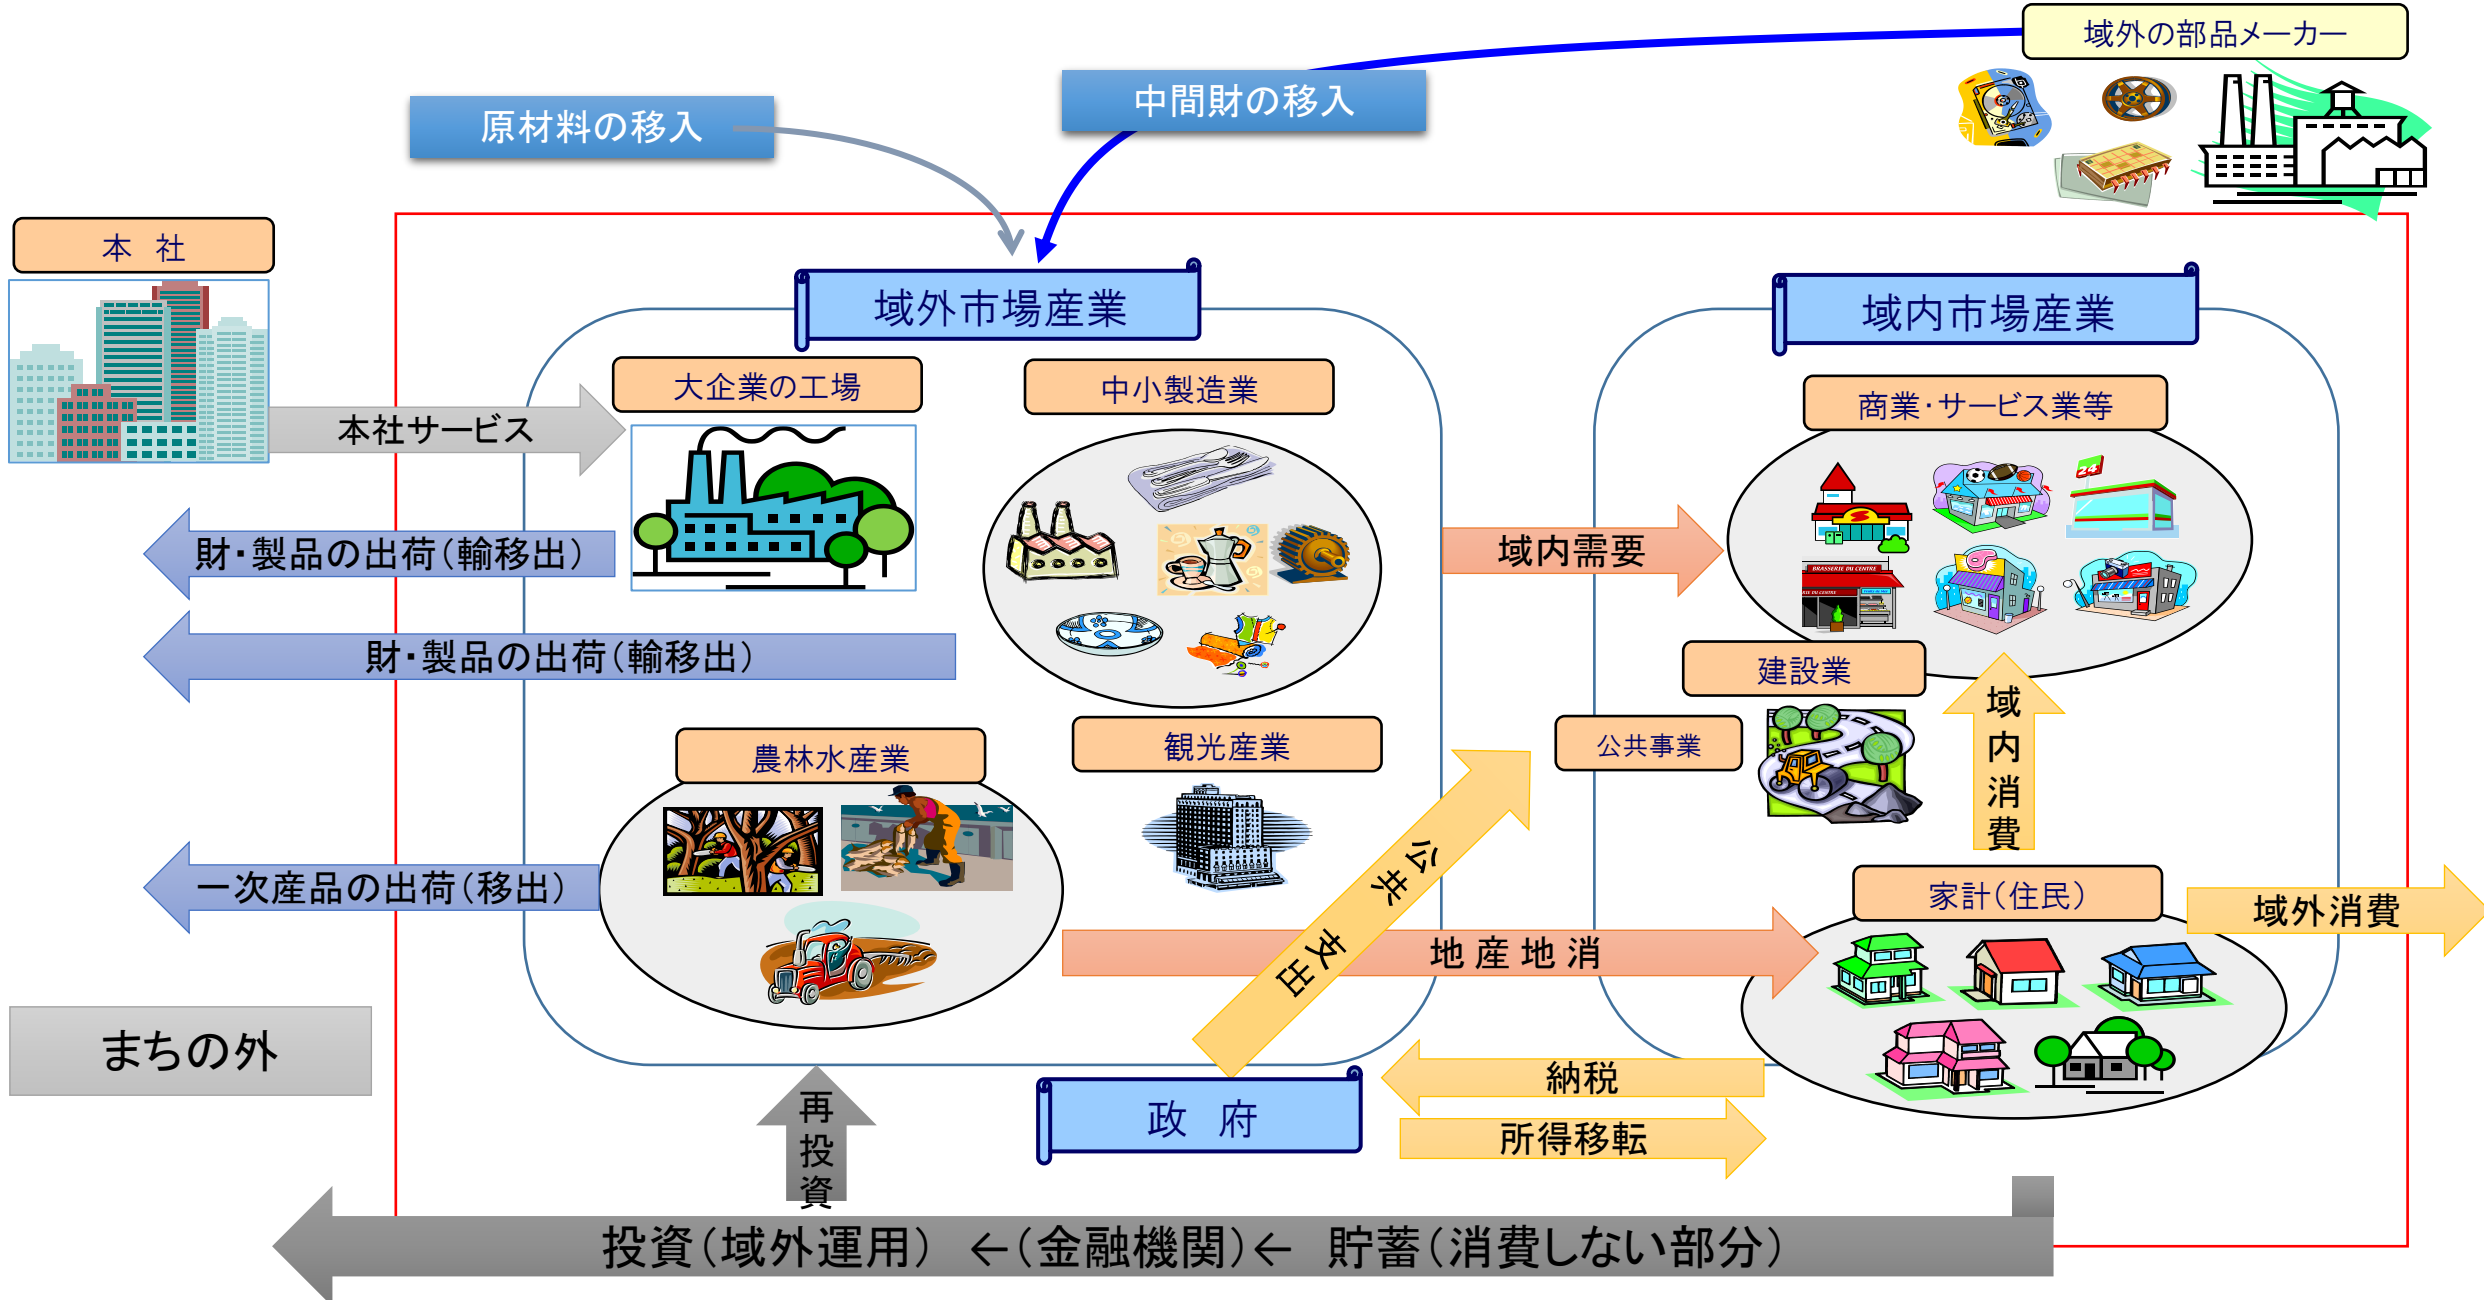 域外の部品メーカー
中間財の移入
原材料の移入
本　社
域外市場産業
域内市場産業
大企業の工場
中小製造業
商業・サービス業等
本社サービス
24
財・製品の出荷（輸移出）
域内需要
BRASSERIE DU CENTRE
財・製品の出荷（輸移出）
建設業
域内消費
農林水産業
観光産業
公共事業
公共支出
一次産品の出荷（移出）
家計（住民）
域外消費
地 産 地 消
まちの外
納税
政　府
所得移転
再投資
投資（域外運用）　←（金融機関）←　貯蓄（消費しない部分）